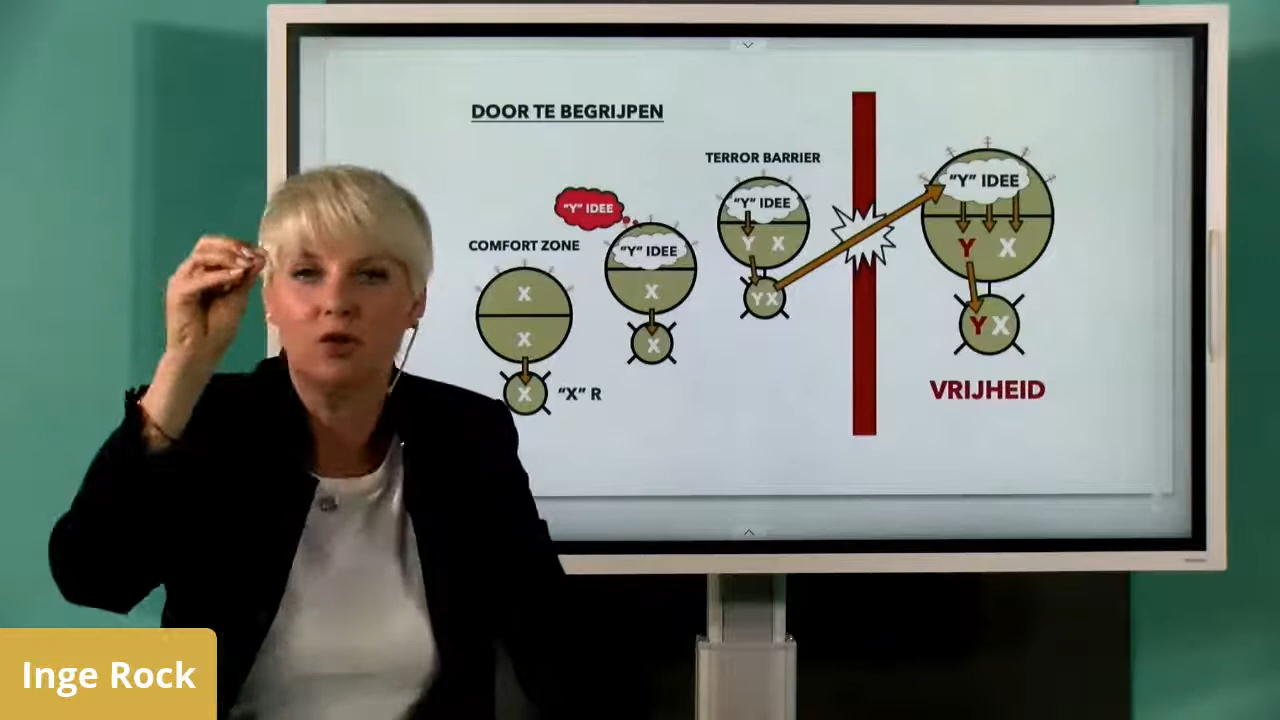 DOOR TE BEGRIJPEN
TERROR BARRIER
"Y" IDEE
"Y" IDEE
"Y" IDEE
COMFORT ZONE
"Y" IDEE
Y X
Y X
X
X
X
Y X
X
Y X
X
"X" R
VRIJHEID
Inge Rock